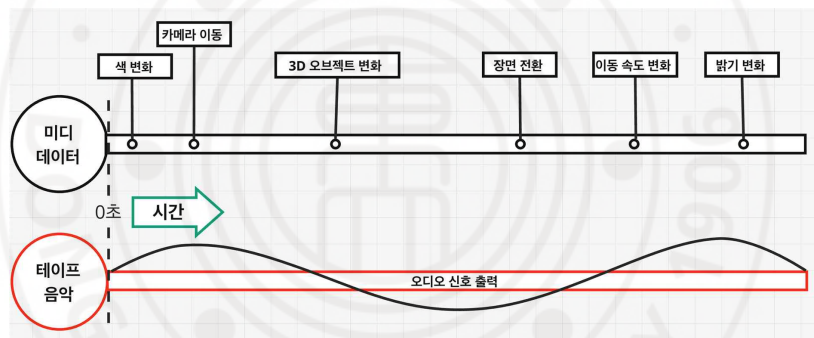 카메라 이동
색 변화
3D 오브젝트 변화
장면 전환
이동 속도 변화
밝기 변화
미디
데이터
0초
시간
테이프
음악
오디오 신호 출력
1906